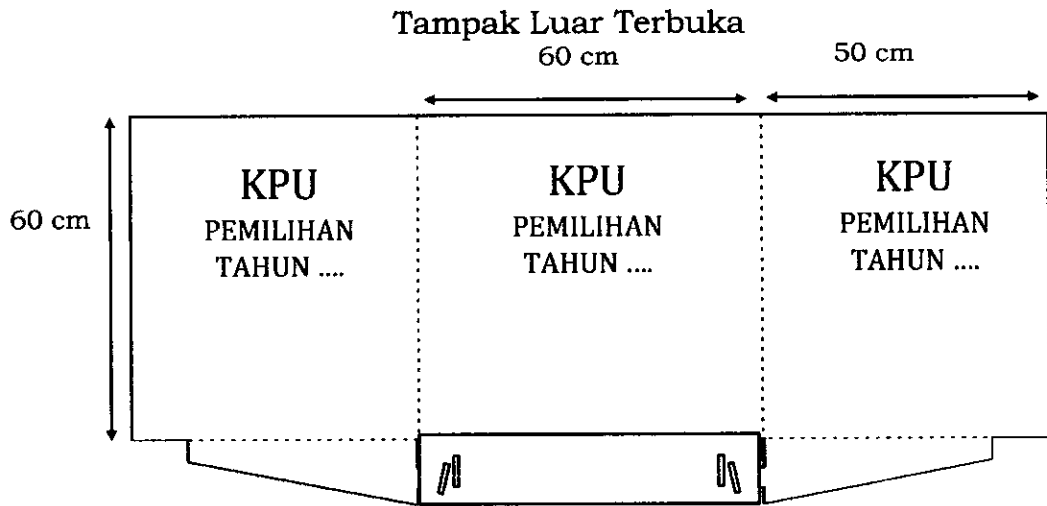 Tampak Luar Terbuka
60 cm
50 cm
60 cm
KPU
PEMILIHAN
TAHUN ....
KPU
PEMILIHAN
TAHUN ....
KPU
PEMILIHAN
TAHUN ....